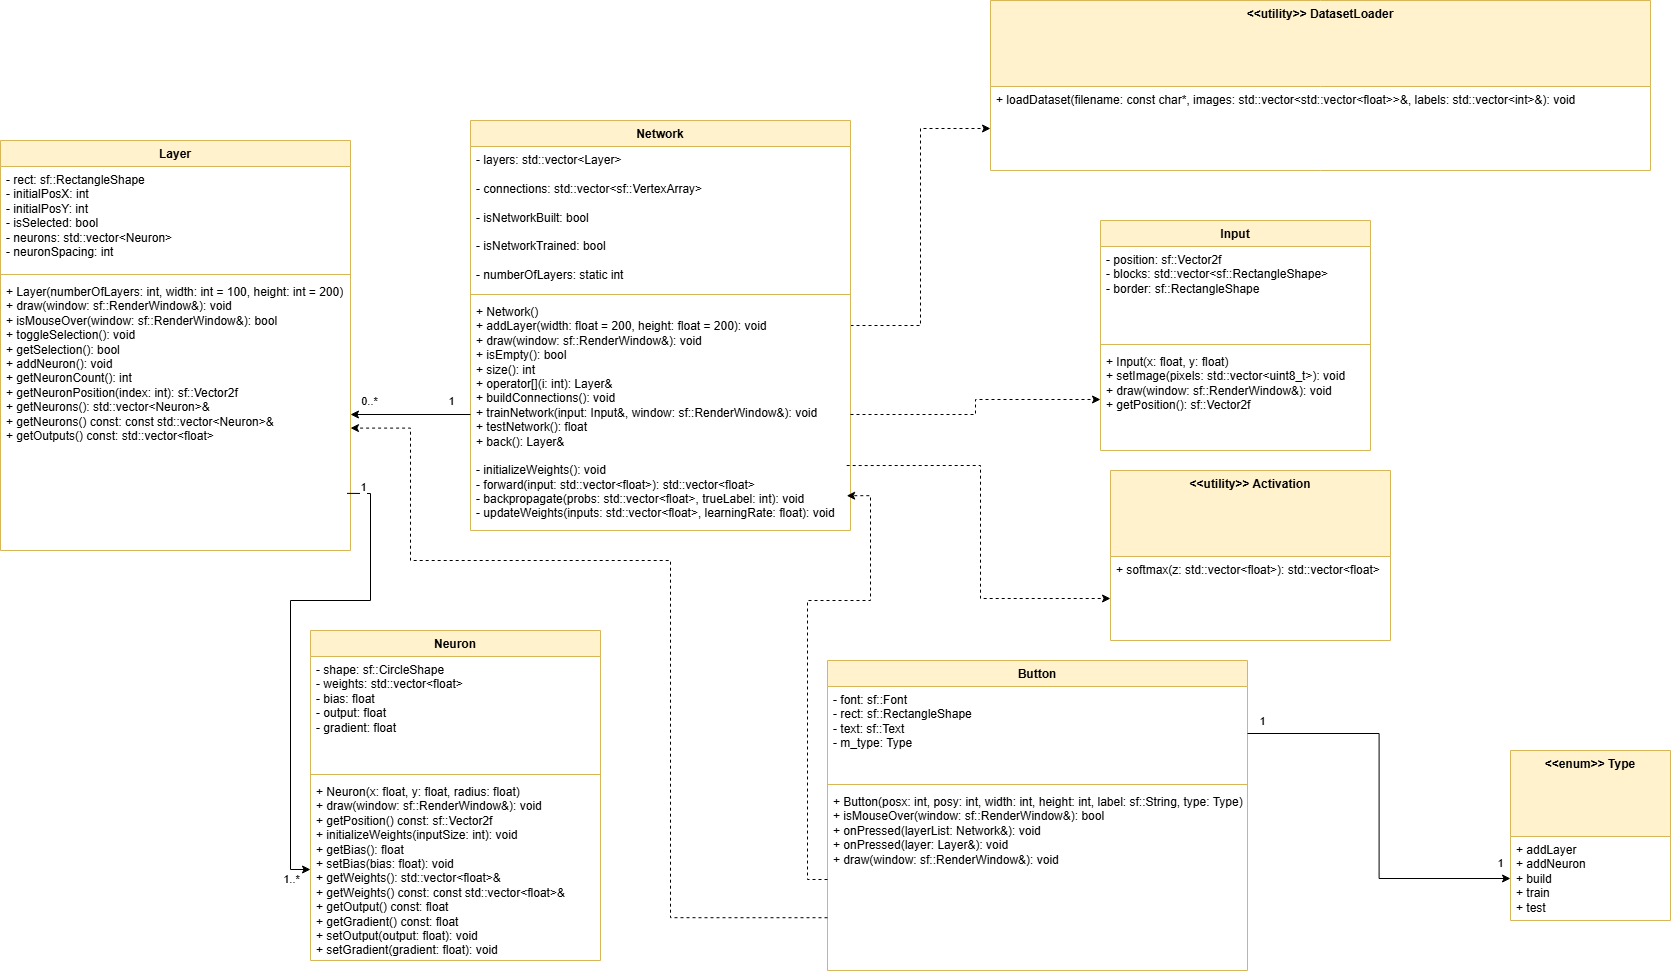 <<utility>> DatasetLoader
+ loadDataset(filename: const char*, images: std::vector<std::vector<float>>&, labels: std::vector<int>&): void
Layer
- rect: sf::RectangleShape
- initialPosX: int
- initialPosY: int
- isSelected: bool
- neurons: std::vector<Neuron>
- neuronSpacing: int
+ Layer(numberOfLayers: int, width: int = 100, height: int = 200)
+ draw(window: sf::RenderWindow&): void
+ isMouseOver(window: sf::RenderWindow&): bool
+ toggleSelection(): void
+ getSelection(): bool
+ addNeuron(): void
+ getNeuronCount(): int
+ getNeuronPosition(index: int): sf::Vector2f
+ getNeurons(): std::vector<Neuron>&
+ getNeurons() const: const std::vector<Neuron>&
+ getOutputs() const: std::vector<float>
0..*
1
1
Network
- layers: std::vector<Layer>
- connections: std::vector<sf::VertexArray>
- isNetworkBuilt: bool
- isNetworkTrained: bool
- numberOfLayers: static int
+ Network()
+ addLayer(width: float = 200, height: float = 200): void
+ draw(window: sf::RenderWindow&): void
+ isEmpty(): bool
+ size(): int
+ operator[](i: int): Layer&
+ buildConnections(): void
+ trainNetwork(input: Input&, window: sf::RenderWindow&): void
+ testNetwork(): float
+ back(): Layer&
- initializeWeights(): void
- forward(input: std::vector<float>): std::vector<float>
- backpropagate(probs: std::vector<float>, trueLabel: int): void
- updateWeights(inputs: std::vector<float>, learningRate: float): void
Input
- position: sf::Vector2f
- blocks: std::vector<sf::RectangleShape>
- border: sf::RectangleShape
+ Input(x: float, y: float)
+ setImage(pixels: std::vector<uint8_t>): void
+ draw(window: sf::RenderWindow&): void
+ getPosition(): sf::Vector2f
<<utility>> Activation
+ softmax(z: std::vector<float>): std::vector<float>
Neuron
- shape: sf::CircleShape
- weights: std::vector<float>
- bias: float
- output: float
- gradient: float
+ Neuron(x: float, y: float, radius: float)
+ draw(window: sf::RenderWindow&): void
+ getPosition() const: sf::Vector2f
+ initializeWeights(inputSize: int): void
+ getBias(): float
+ setBias(bias: float): void
+ getWeights(): std::vector<float>&
+ getWeights() const: const std::vector<float>&
+ getOutput() const: float
+ getGradient() const: float
+ setOutput(output: float): void
+ setGradient(gradient: float): void
1..*
Button
- font: sf::Font
- rect: sf::RectangleShape
- text: sf::Text
- m_type: Type
+ Button(posx: int, posy: int, width: int, height: int, label: sf::String, type: Type)
+ isMouseOver(window: sf::RenderWindow&): bool
+ onPressed(layerList: Network&): void
+ onPressed(layer: Layer&): void
+ draw(window: sf::RenderWindow&): void
1
1
<<enum>> Type
+ addLayer
+ addNeuron
+ build
+ train
+ test